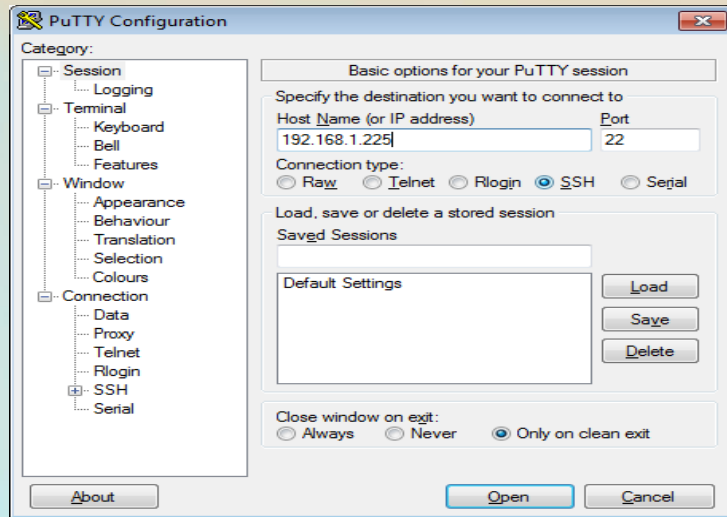 PuTTY Configuration
Category:
Session
Logging
Terminal
Keyboard
Bell
Features
Window
Appearance
Behaviour
Translation
Selection
Colours
Connection
Data
Proxy
Telnet
Rlogin
SSH
Serial
Basic options for your PuTTY session
Specify the destination you want to connect to
Host Name (or IP address) Port
192.168.1.225 22
Connection type:
Raw Telnet Rlogin SSH Serial
Load, save or delete a stored session
Saved Sessions
Default Settings
Load
Save
Delete
Close window on exit:
Always Never Only on clean exit
About Open Cancel